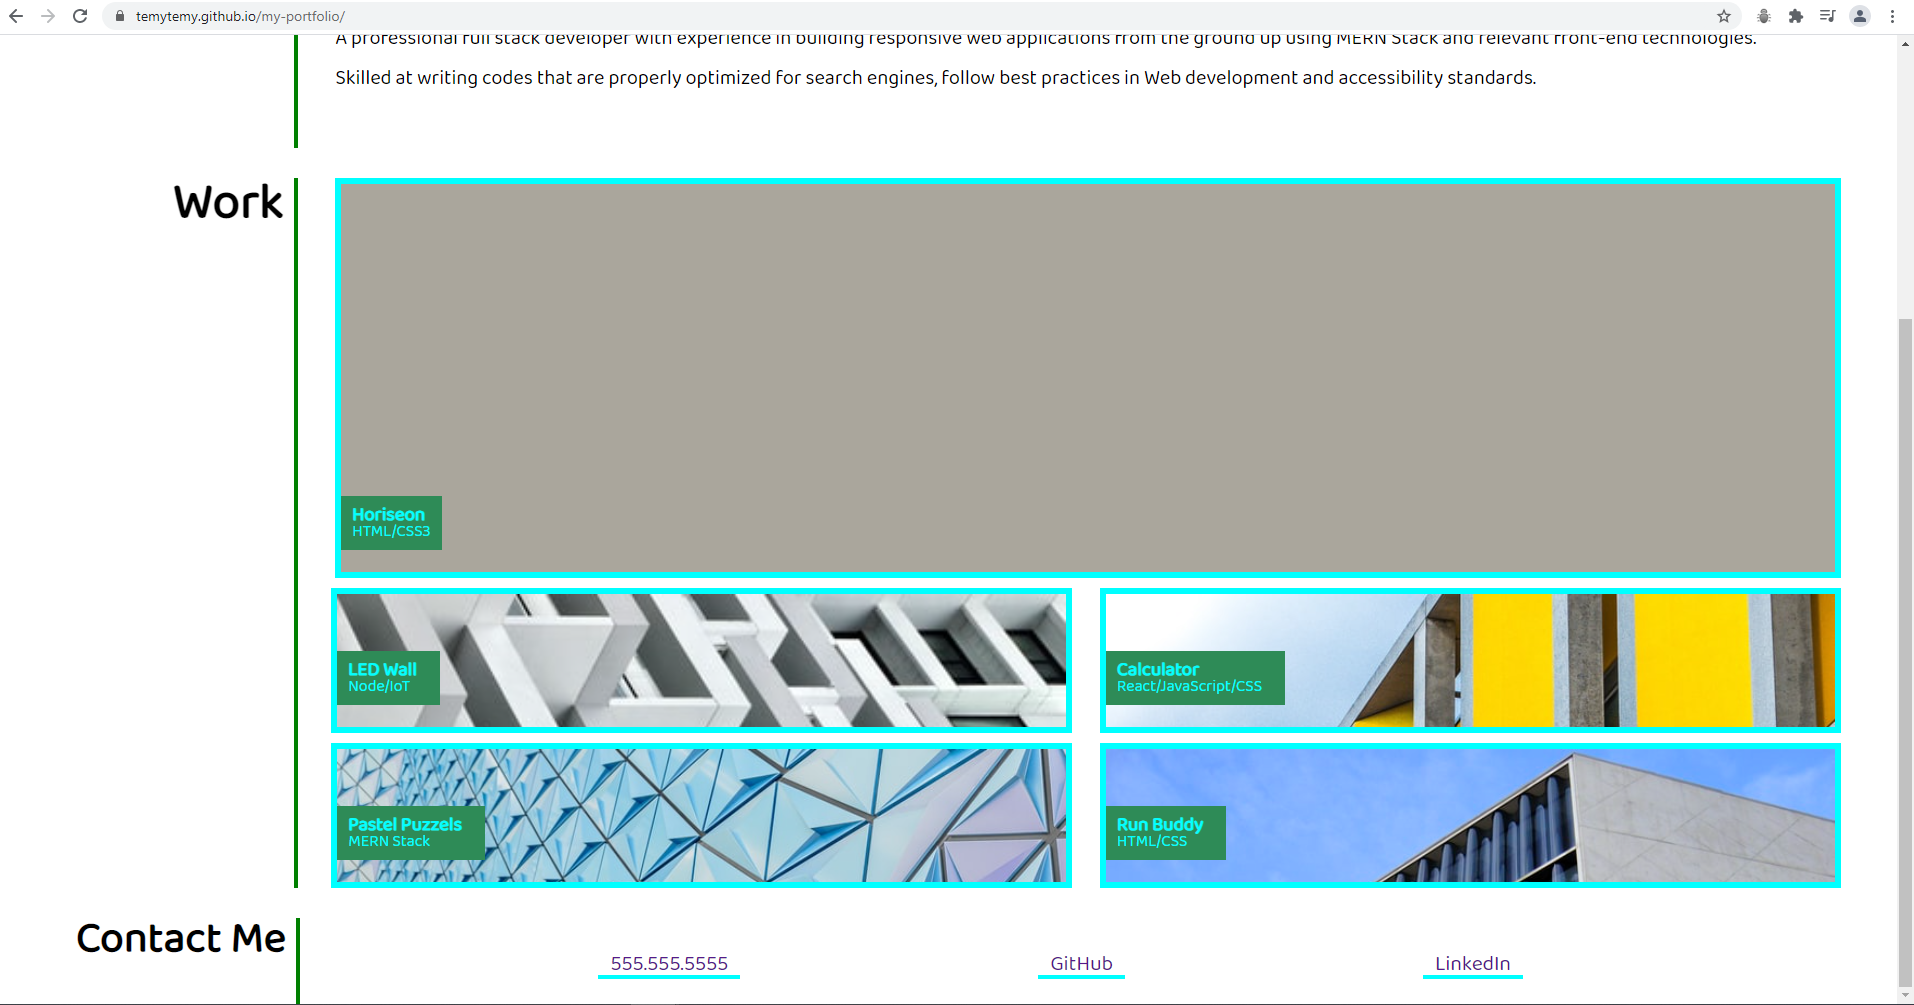 temytemy.github.io/my-portfolio/
A professional full stack developer with experience in building responsive web applications from the ground up using MERN Stack and relevant front-end technologies.
Skilled at writing codes that are properly optimized for search engines, follow best practices in Web development and accessibility standards.
Work
Horiseon
HTML/CSS3
LED Wall
Node/IoT
Calculator
React/JavaScript/CSS
Pastel Puzzels
MERN Stack
Run Buddy
HTML/CSS
Contact Me
555.555.5555
GitHub
LinkedIn